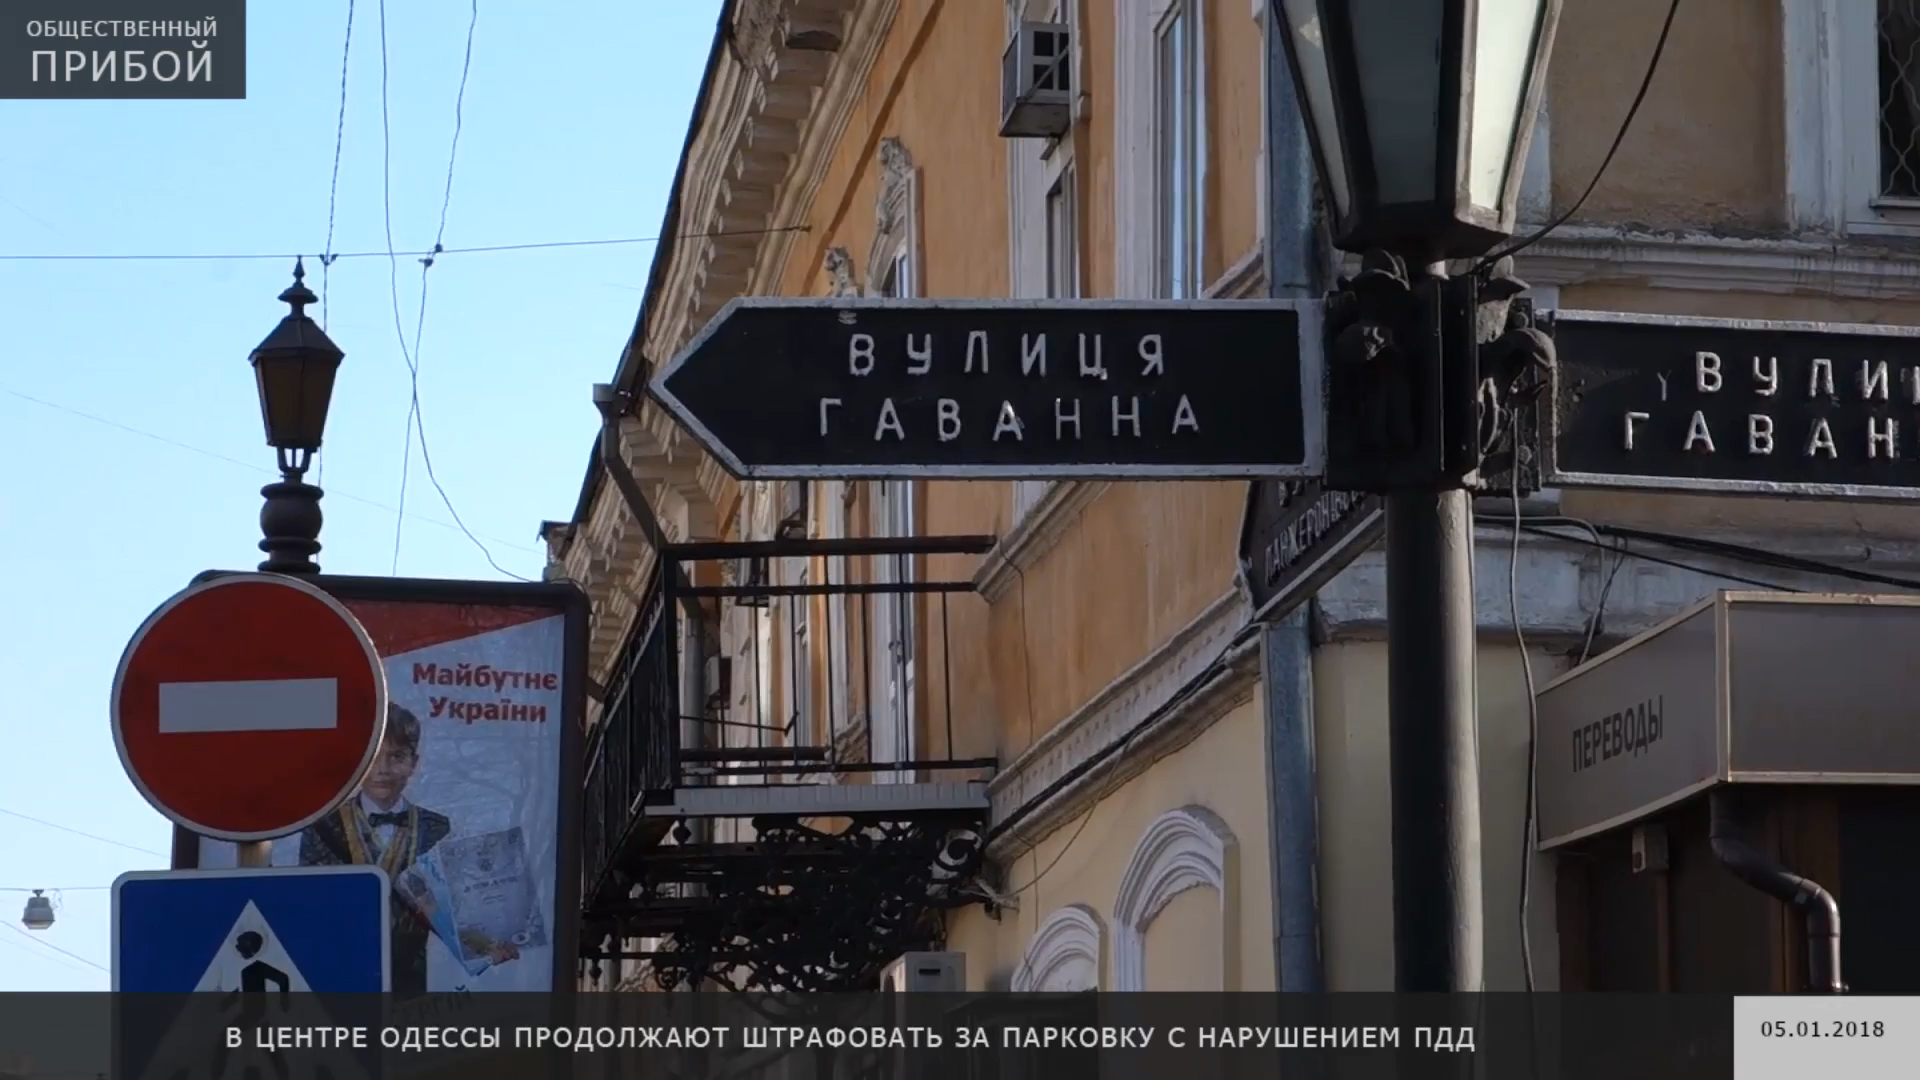 ОБЩЕСТВЕННЫЙ
ПРИБОЙ
ВУЛИЦЯ
ГАВАННА
ВУЛИ
ГАВАН
ЛАНЖЕРОНІВСЬ
Майбутнє
України
ПЕРЕВОДЫ
В ЦЕНТРЕ ОДЕССЫ ПРОДОЛЖАЮТ ШТРАФОВАТЬ ЗА ПАРКОВКУ С НАРУШЕНИЕМ ПДД
05.01.2018